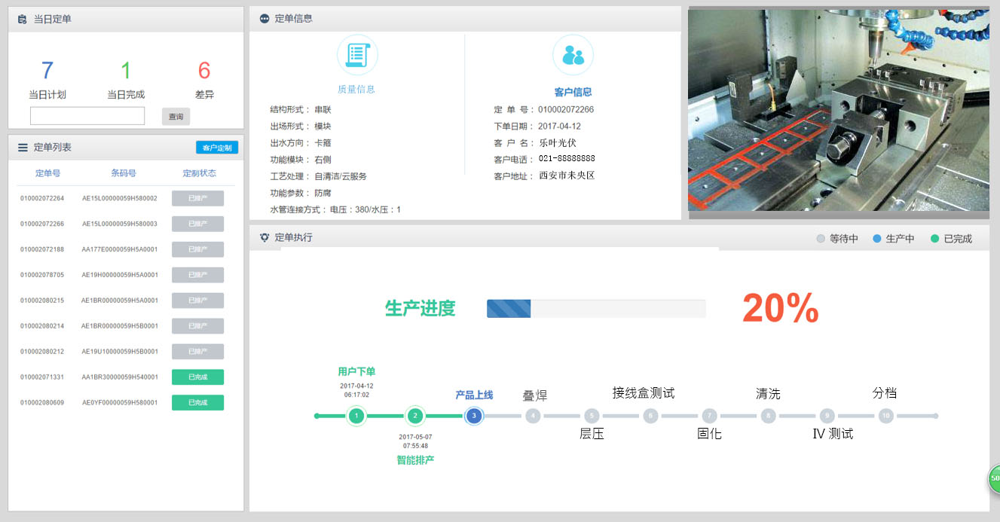 当日定单
7
1
6
当日计划
当日完成
差异
查询
定单列表
客户定制
定单号 条码号 定制状态
010002072264 AE15L00000059H580002 已排产
010002072266 AE15L00000059H580003 已排产
010002072188 AA177E0000059H5A0001 已排产
010002078705 AE19H00000059H5A0001 已排产
010002080215 AE1BR00000059H5A0001 已排产
010002080214 AE1BR00000059H5B0001 已排产
010002080212 AE19U10000059H5B0001 已排产
010002071331 AA1BR30000059H540001 已完成
010002080609 AE0YF00000059H580001 已完成
定单信息
质量信息
结构形式： 串联
出场形式： 模块
出水方向： 卡箍
功能模块： 右侧
工艺处理： 自清洁/云服务
功能参数： 防腐
水管连接方式： 电压：380/水压：1
客户信息
定 单 号： 010002072266
下单日期： 2017-04-12
客 户 名： 乐叶光伏
客户电话： 021-88888888
客户地址： 西安市未央区
定单执行
等待中 生产中 已完成
生产进度
20%
用户下单
2017-04-12
06:17:02
1
2
2017-05-07
07:55:48
智能排产
产品上线
3
叠焊
4
5
层压
接线盒测试
6
7
固化
清洗
8
9
IV 测试
分档
10
50